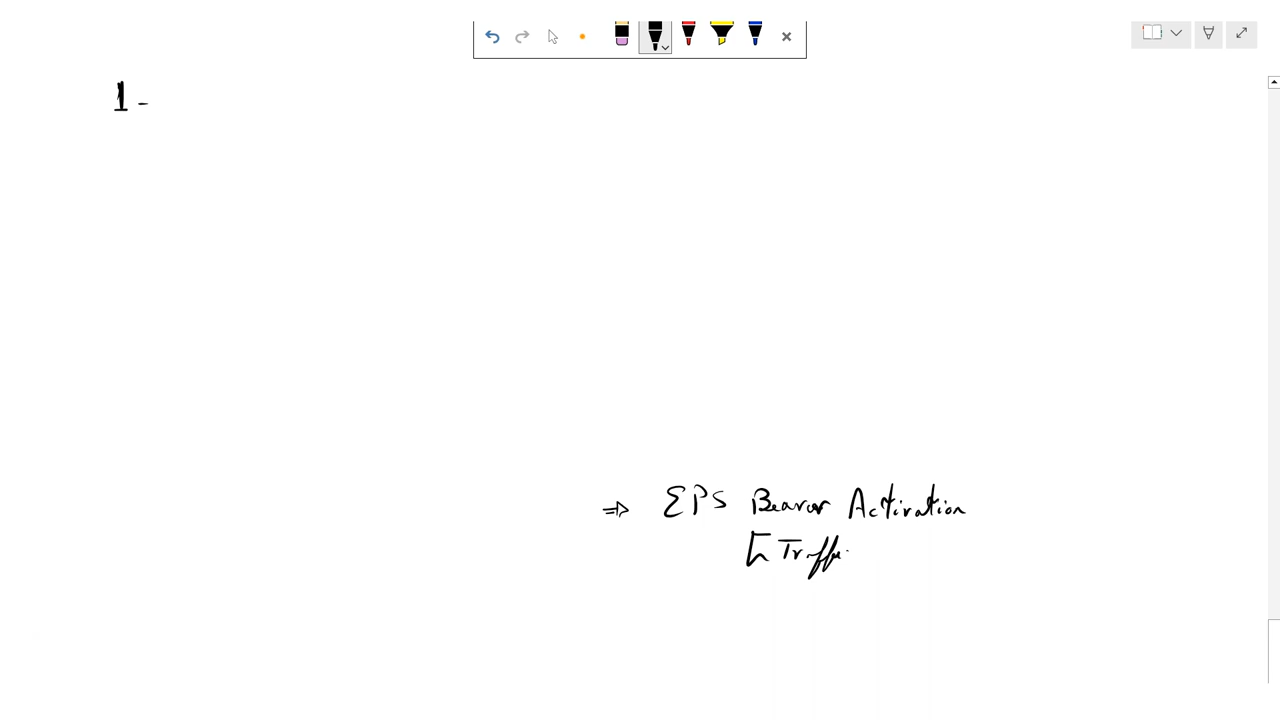 1-
⇒ EPS Bearer Activation
[Traffic